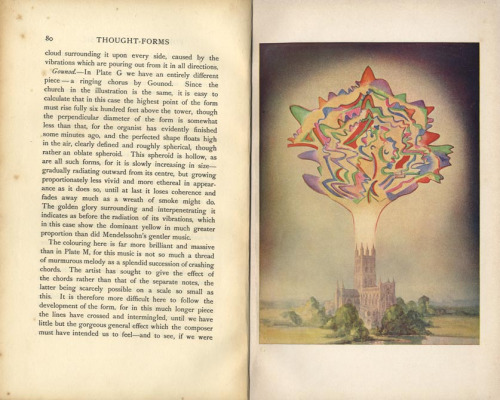 80 THOUGHT-FORMS
cloud surrounding it upon every side, caused by the
vibrations which are pouring out from it in all directions.
Gounod.—In Plate G we have an entirely different
piece—a ringing chorus by Gounod. Since the
church in the illustration is the same, it is easy to
calculate that in this case the highest point of the form
must rise fully six hundred feet above the tower, though
the perpendicular diameter of the form is somewhat
less than that, for the organist has evidently finished
some minutes ago, and the perfected shape floats high
in the air, clearly defined and roughly spherical, though
rather an oblate spheroid. This spheroid is hollow, as
are all such forms, for it is slowly increasing in size—
gradually radiating outward from its centre, but growing
proportionately less vivid and more ethereal in appear-
ance as it does so, until at last it loses coherence and
fades away much as a wreath of smoke might do.
The golden glory surrounding and interpenetrating it
indicates as before the radiation of its vibrations, which
in this case show the dominant yellow in much greater
proportion than did Mendelssohn's gentler music.
The colouring here is far more brilliant and massive
than in Plate M, for this music is not so much a thread
of murmurous melody as a splendid succession of crashing
chords. The artist has sought to give the effect of
the chords rather than that of the separate notes, the
latter being scarcely possible on a scale so small as
this. It is therefore more difficult here to follow the
development of the form, for in this much longer piece
the lines have crossed and intermingled, until we have
little but the gorgeous general effect which the composer
must have intended us to feel—and to see, if we were